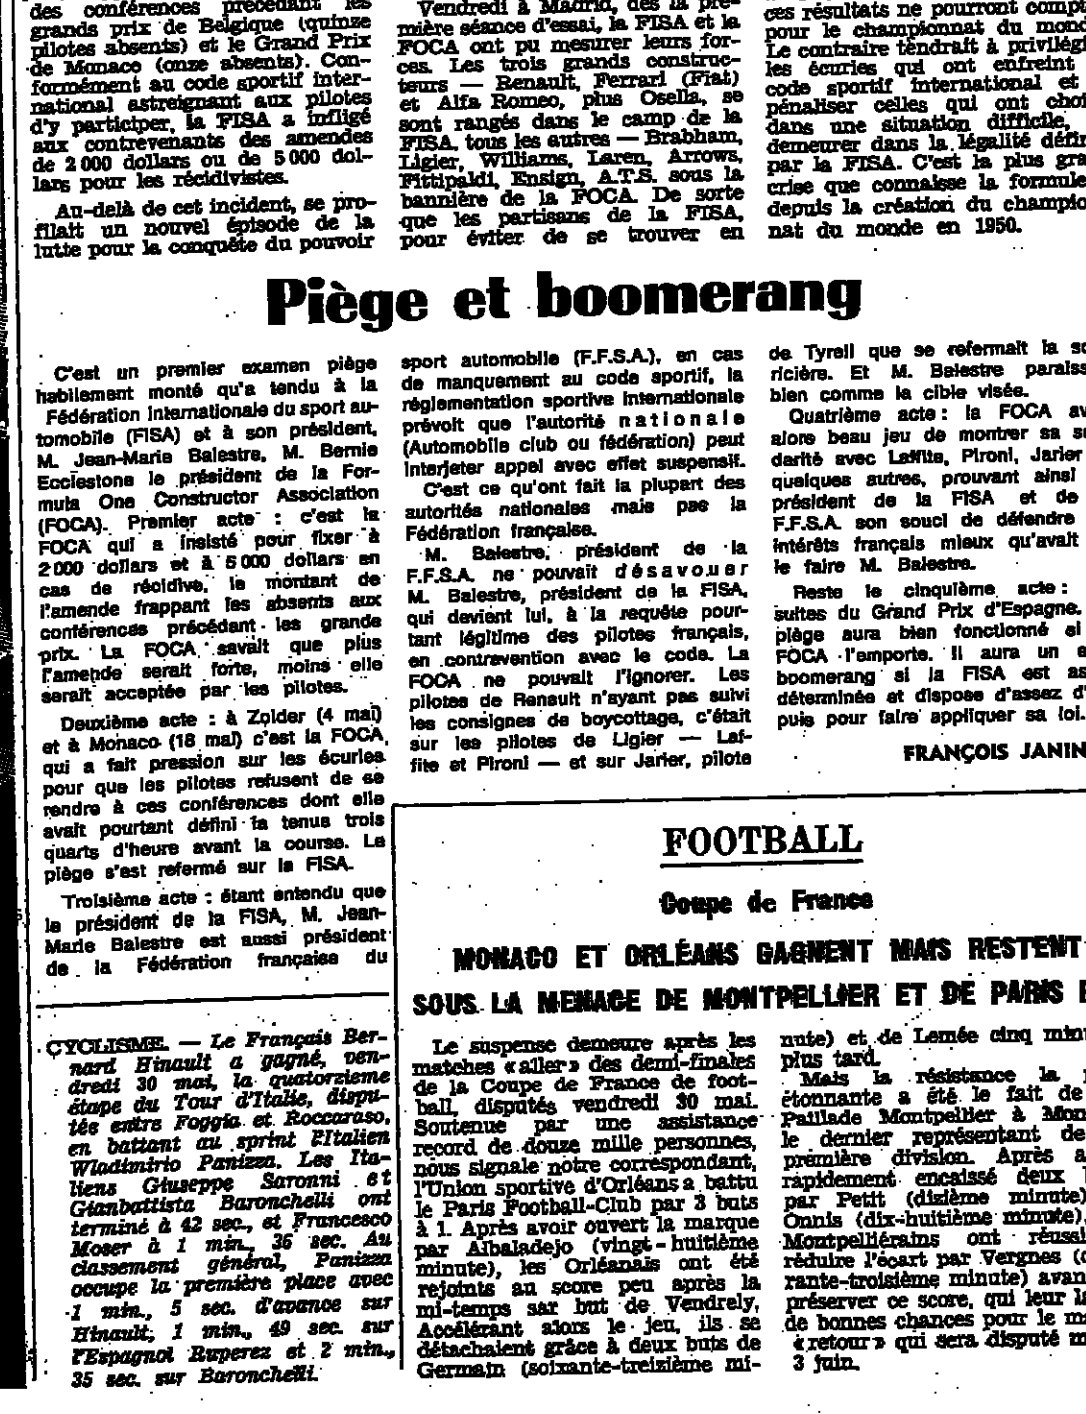 des conférences précédant les
grands prix de Belgique (quinze
pilotes absents) et le Grand Prix
de Monaco (onze absents). Con-
formément au code sportif inter-
national astreignant aux pilotes
d'y participer, la FISA a infligé
aux contrevenants des amendes
de 2 000 dollars ou de 5 000 dol-
lars pour les récidivistes.
Au-delà de cet incident, se pro-
filait un nouvel épisode de la
lutte pour la conquête du pouvoir
Vendredi à Madrid, dès la pre-
mière séance d'essai, la FISA et la
FOCA ont pu mesurer leurs for-
ces. Les trois grands construc-
teurs — Renault, Ferrari (Fiat)
et Alfa Romeo, plus Osella, se
sont rangés dans le camp de la
FISA, tous les autres — Brabham,
Ligier, Williams, Laren, Arrows,
Fittipaldi, Ensign, A.T.S. sous la
bannière de la FOCA. De sorte
que les partisans de la FISA,
pour éviter de se trouver en
ces résultats ne pourront compt
pour le championnat du mond
Le contraire tendrait à privilégi
les écuries qui ont enfreint
code sportif international et
pénaliser celles qui ont choi
dans une situation difficile,
demeurer dans la légalité défin
par la FISA. C'est la plus gra
crise que connaisse la formule
depuis la création du champio
nat du monde en 1950.
Piège et boomerang
C'est un premier examen piège
habilement monté qu'a tendu à la
Fédération internationale du sport au-
tomobile (FISA) et à son président,
M. Jean-Marie Balestre, M. Bernie
Ecclestone le président de la For-
mula One Constructor Association
(FOCA). Premier acte : c'est la
FOCA qui a insisté pour fixer à
2 000 dollars et à 5 000 dollars en
cas de récidive, le montant de
l'amende frappant les absents aux
conférences précédant les grands
prix. La FOCA savait que plus
l'amende serait forte, moins elle
serait acceptée par les pilotes.
Deuxième acte : à Zolder (4 mai)
et à Monaco (18 mai) c'est la FOCA,
qui a fait pression sur les écuries
pour que les pilotes refusent de se
rendre à ces conférences dont elle
avait pourtant défini la tenue trois
quarts d'heure avant la course. Le
piège s'est refermé sur la FISA.
Troisième acte : étant entendu que
le président de la FISA, M. Jean-
Marie Balestre est aussi président
de la Fédération française du
sport automobile (F.F.S.A.), en cas
de manquement au code sportif, la
réglementation sportive internationale
prévoit que l'autorité nationale
(Automobile club ou fédération) peut
interjeter appel avec effet suspensif.
C'est ce qu'ont fait la plupart des
autorités nationales mais pas la
Fédération française.
M. Balestre, président de la
F.F.S.A. ne pouvait désavouer
M. Balestre, président de la FISA,
qui devient lui, à la requête pour-
tant légitime des pilotes français,
en contravention avec le code. La
FOCA ne pouvait l'ignorer. Les
pilotes de Renault n'ayant pas suivi
les consignes de boycottage, c'était
sur les pilotes de Ligier — Laf-
fite et Pironi — et sur Jarier, pilote
de Tyrell que se refermait la so
ricière. Et M. Balestre paraiss
bien comme la cible visée.
Quatrième acte : la FOCA av
alors beau jeu de montrer sa so
darité avec Laffite, Pironi, Jarier
quelques autres, prouvant ainsi
président de la FISA et de
F.F.S.A. son souci de défendre
intérêts français mieux qu'avait
le faire M. Balestre.
Reste le cinquième acte :
suites du Grand Prix d'Espagne.
piège aura bien fonctionné si
FOCA l'emporte. Il aura un e
boomerang si la FISA est as
déterminée et dispose d'assez d'
puis pour faire appliquer sa loi.
FRANÇOIS JANIN
CYCLISME. — Le Français Ber-
nard Hinault a gagné, ven-
dredi 30 mai, la quatorzième
étape du Tour d'Italie, dispu-
tés entre Foggia et Roccaraso,
en battant au sprint l'Italien
Wladimirio Panizza. Les Ita-
liens Giuseppe Saronni et
Gianbattista Baronchelli ont
terminé à 42 sec., et Francesco
Moser à 1 min., 36 sec. Au
classement général, Panizza
occupe la première place avec
1 min., 5 sec. d'avance sur
Hinault; 1 min., 49 sec. sur
l'Espagnol Ruperez et 2 min.,
35 sec. sur Baronchelli.
FOOTBALL
Coupe de France
MONACO ET ORLÉANS GAGNENT MAIS RESTENT
SOUS LA MENACE DE MONTPELLIER ET DE PARIS
Le suspense demeure après les
matches «aller» des demi-finales
de la Coupe de France de foot-
ball, disputés vendredi 30 mai.
Soutenue par une assistance
record de douze mille personnes,
nous signale notre correspondant,
l'Union sportive d'Orléans a battu
le Paris Football-Club par 3 buts
à 1. Après avoir ouvert la marque
par Albaladejo (vingt-huitième
minute), les Orléanais ont été
rejoints au score peu après la
mi-temps sur but de Vendrely,
Accélérant alors le jeu, ils se
détachaient grâce à deux buts de
Germain (soixante-treizième mi-
nute) et de Lemée cinq minu
plus tard.
Mais la résistance la p
étonnante a été le fait de
Paillade Montpellier à Mon
le dernier représentant de
première division. Après a
rapidement encaissé deux
par Petit (dixième minute)
Onnis (dix-huitième minute),
Montpelliérains ont réussi
réduire l'écart par Vergnes (q
rante-troisième minute) avan
préserver ce score, qui leur la
de bonnes chances pour le m
«retour» qui sera disputé m
3 juin.